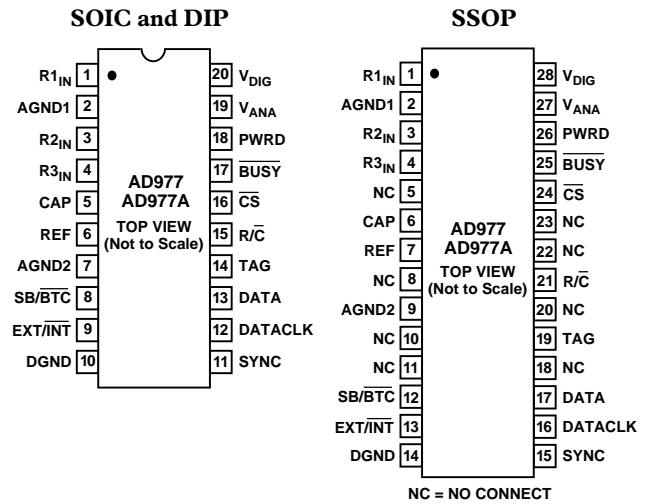 SOIC and DIP
R1IN 1
AGND1 2
R2IN 3
R3IN 4
CAP 5
REF 6
AGND2 7
SB/BTC 8
EXT/INT 9
DGND 10
AD977
AD977A
TOP VIEW
(Not to Scale)
20 VDIG
19 VANA
18 PWRD
17 BUSY
16 CS
15 R/C
14 TAG
13 DATA
12 DATACLK
11 SYNC
SSOP
R1IN 1
AGND1 2
R2IN 3
R3IN 4
NC 5
CAP 6
REF 7
NC 8
AGND2 9
NC 10
NC 11
SB/BTC 12
EXT/INT 13
DGND 14
AD977
AD977A
TOP VIEW
(Not to Scale)
28 VDIG
27 VANA
26 PWRD
25 BUSY
24 CS
23 NC
22 NC
21 R/C
20 NC
19 TAG
18 NC
17 DATA
16 DATACLK
15 SYNC
NC = NO CONNECT